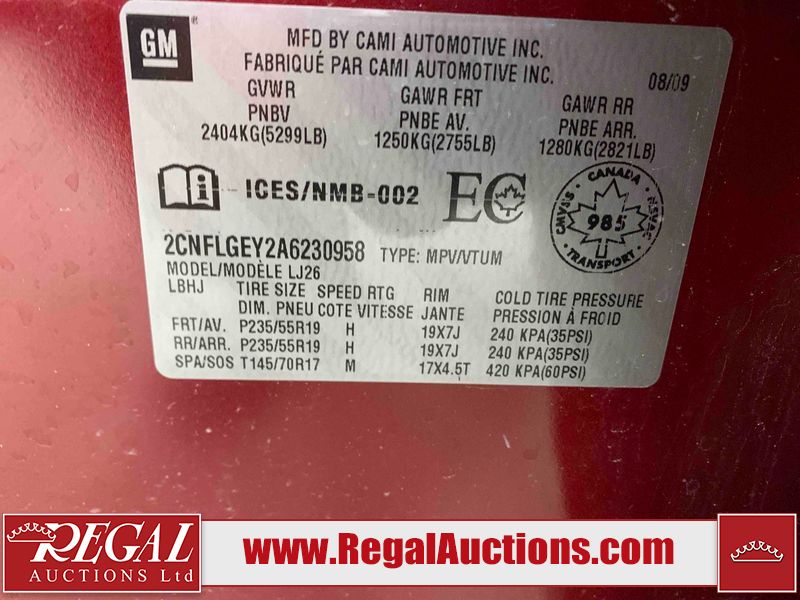 GM
MFD BY CAMI AUTOMOTIVE INC.
FABRIQUÉ PAR CAMI AUTOMOTIVE INC.
08/09
GVWR GAWR FRT GAWR RR
PNBV PNBE AV. PNBE ARR.
2404KG(5299LB) 1250KG(2755LB) 1280KG(2821LB)
i ICES/NMB-002 EC
CANADA
S'AVMC NSVAC
985
TRANSPORT
2CNFLGEY2A6230958 TYPE: MPV/VTUM
MODEL/MODÈLE LJ26
LBHJ TIRE SIZE SPEED RTG RIM COLD TIRE PRESSURE
DIM. PNEU COTE VITESSE JANTE PRESSION À FROID
FRT/AV. P235/55R19 H 19X7J 240 KPA(35PSI)
RR/ARR. P235/55R19 H 19X7J 240 KPA(35PSI)
SPA/SOS T145/70R17 M 17X4.5T 420 KPA(60PSI)
REGAL
AUCTIONS Ltd
www.RegalAuctions.com